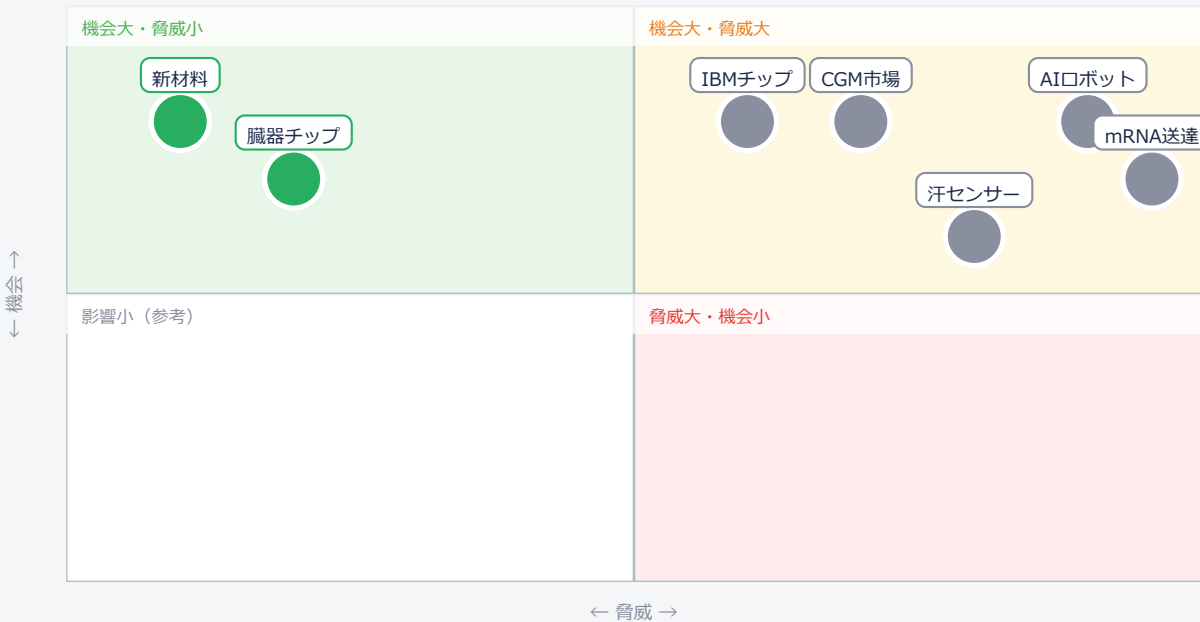 機会大・脅威小
機会大・脅威大
新材料
IBMチップ
CGM市場
AIロボット
臓器チップ
mRNA送達
汗センサー
← 機会 →
影響小（参考）
脅威大・機会小
← 脅威 →